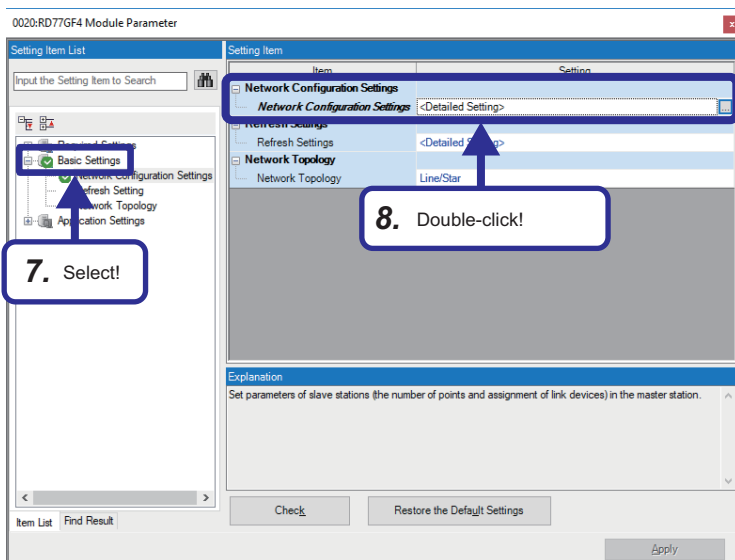 0020:RD77GF4 Module Parameter
x
Setting Item List
Input the Setting Item to Search
Basic Settings
Network Configuration Settings
Refresh Setting
Network Topology
Application Settings
7. Select!
Item List
Find Result
Setting Item
Item
Setting
Network Configuration Settings
Network Configuration Settings <Detailed Setting> ...
Refresh Settings
Refresh Settings <Detailed Setting>
Network Topology
Network Topology Line/Star
8. Double-click!
Explanation
Set parameters of slave stations (the number of points and assignment of link devices) in the master station.
Check
Restore the Default Settings
Apply